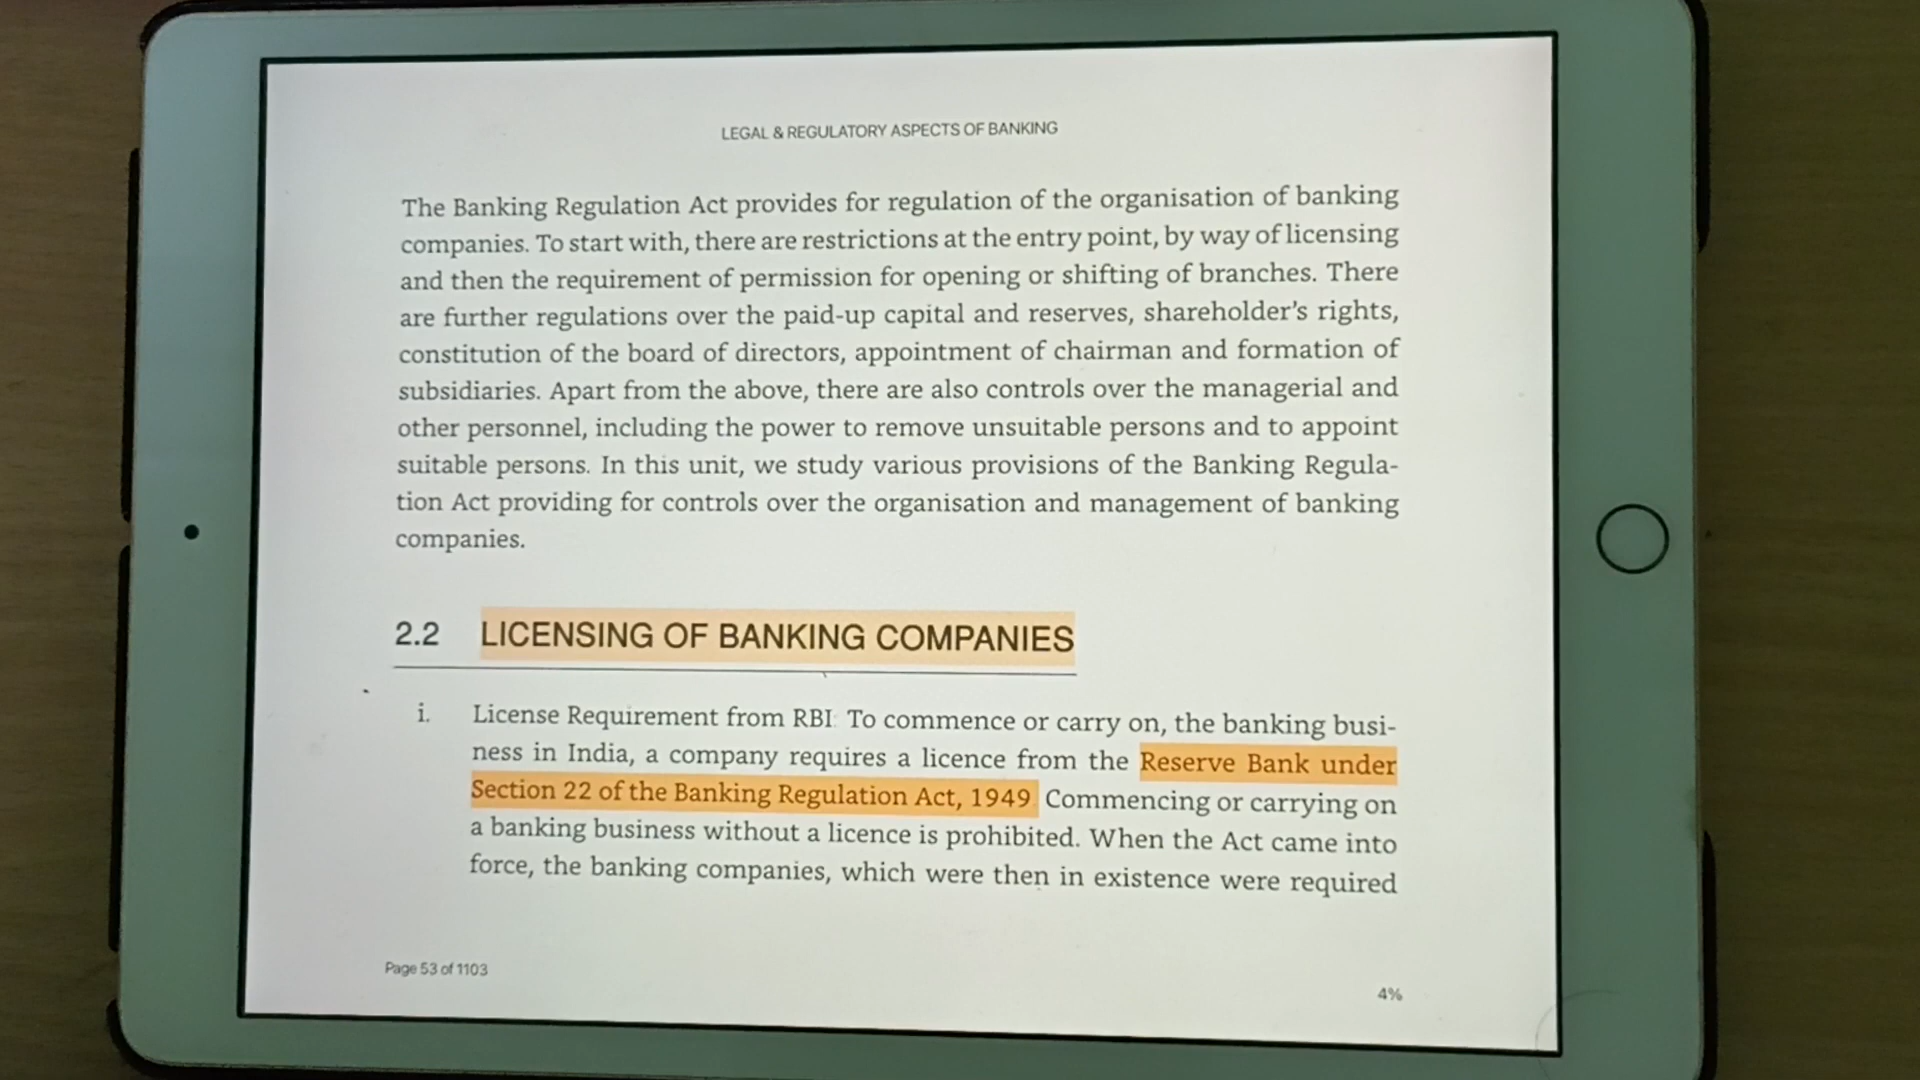 LEGAL & REGULATORY ASPECTS OF BANKING
The Banking Regulation Act provides for regulation of the organisation of banking
companies. To start with, there are restrictions at the entry point, by way of licensing
and then the requirement of permission for opening or shifting of branches. There
are further regulations over the paid-up capital and reserves, shareholder's rights,
constitution of the board of directors, appointment of chairman and formation of
subsidiaries. Apart from the above, there are also controls over the managerial and
other personnel, including the power to remove unsuitable persons and to appoint
suitable persons. In this unit, we study various provisions of the Banking Regula-
tion Act providing for controls over the organisation and management of banking
companies.
2.2 LICENSING OF BANKING COMPANIES
i. License Requirement from RBI: To commence or carry on, the banking busi-
ness in India, a company requires a licence from the Reserve Bank under
Section 22 of the Banking Regulation Act, 1949. Commencing or carrying on
a banking business without a licence is prohibited. When the Act came into
force, the banking companies, which were then in existence were required
Page 53 of 1103
4%